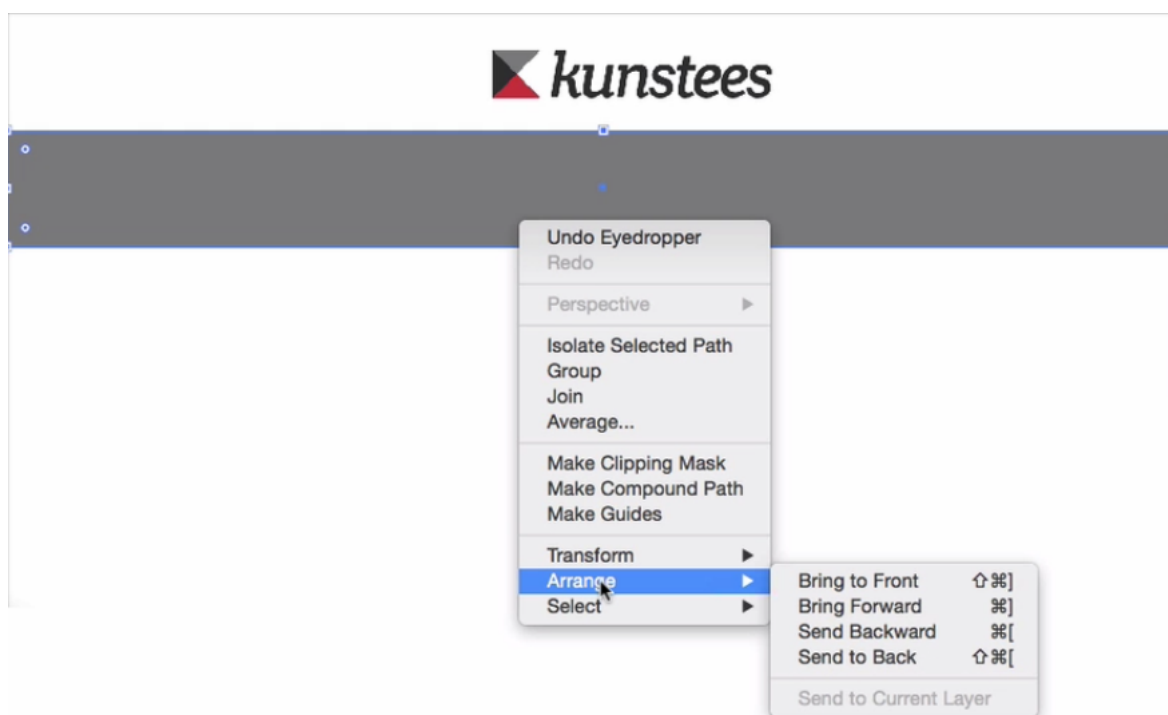 kunstees
Undo Eyedropper
Redo
Perspective
Isolate Selected Path
Group
Join
Average...
Make Clipping Mask
Make Compound Path
Make Guides
Transform
Arrange
Select
Bring to Front ⇧⌘]
Bring Forward ⌘]
Send Backward ⌘[
Send to Back ⇧⌘[
Send to Current Layer